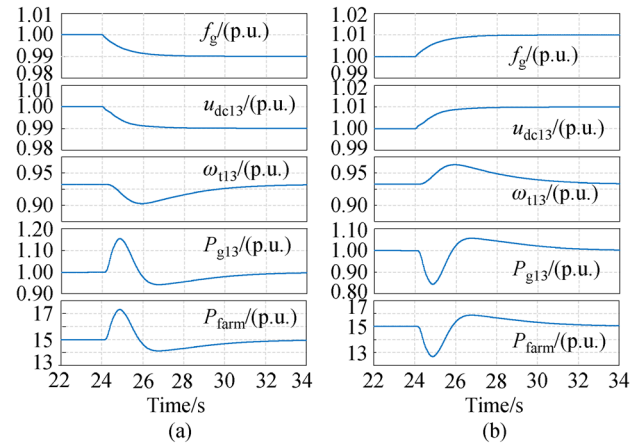 1.01
1.00
0.99
0.98
f_g/(p.u.)
1.00
0.99
u_dc13/(p.u.)
0.95
0.90
ω_t13/(p.u.)
1.20
1.10
1.00
0.90
P_g13/(p.u.)
17
15
13
P_farm/(p.u.)
22 24 26 28 30 32 34
Time/s
(a)
1.02
1.01
1.00
0.99
f_g/(p.u.)
1.02
1.01
1.00
0.99
u_dc13/(p.u.)
0.95
0.90
ω_t13/(p.u.)
1.10
1.00
0.90
0.80
P_g13/(p.u.)
17
15
13
P_farm/(p.u.)
22 24 26 28 30 32 34
Time/s
(b)